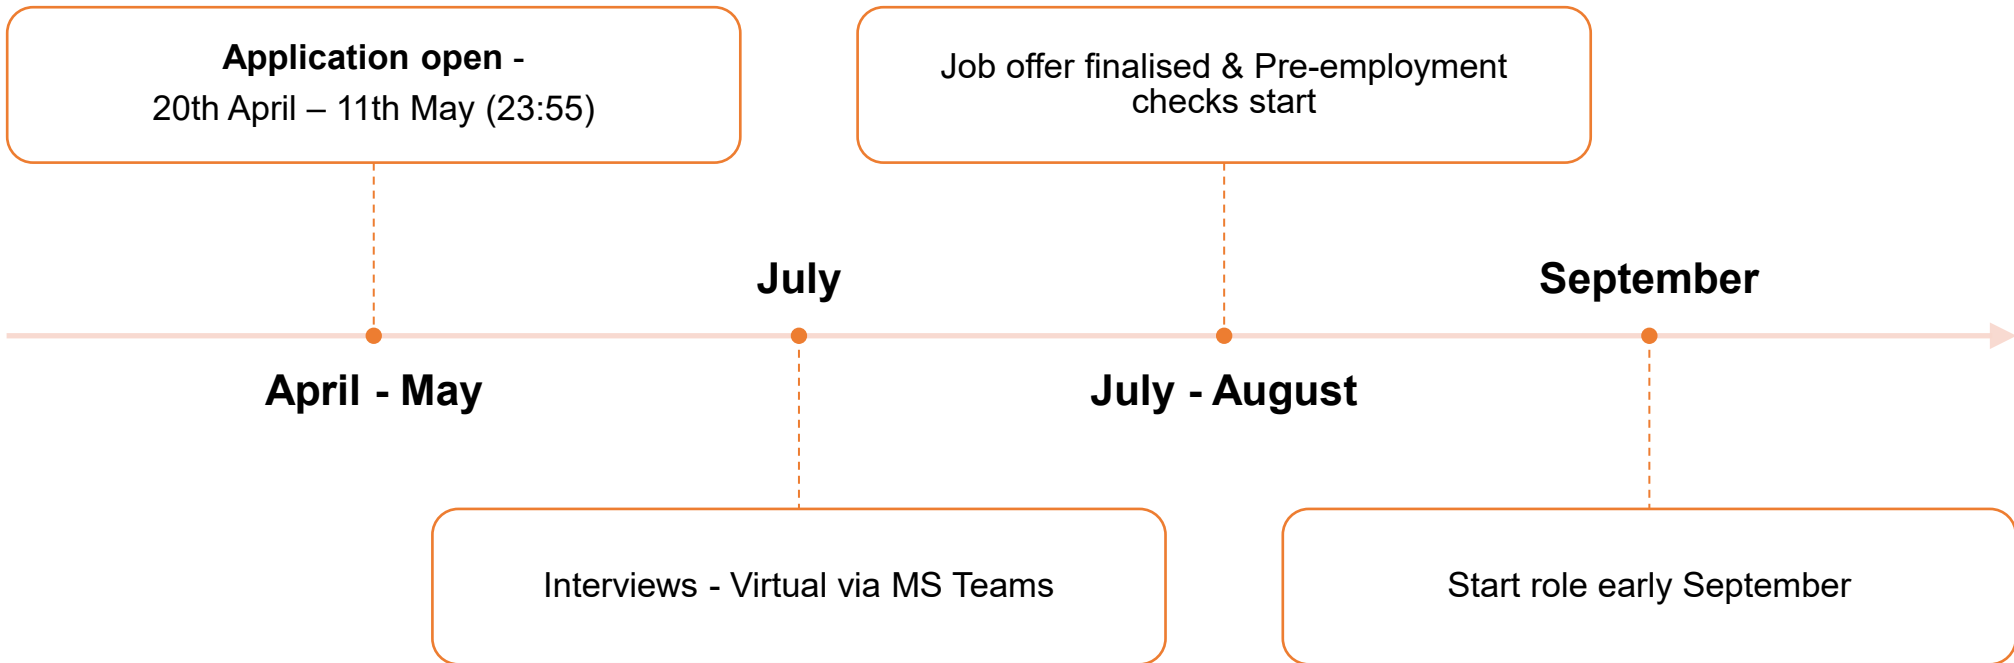 Application open -
20th April – 11th May (23:55)
Job offer finalised & Pre-employment
checks start
July
September
April - May
July - August
Interviews - Virtual via MS Teams
Start role early September